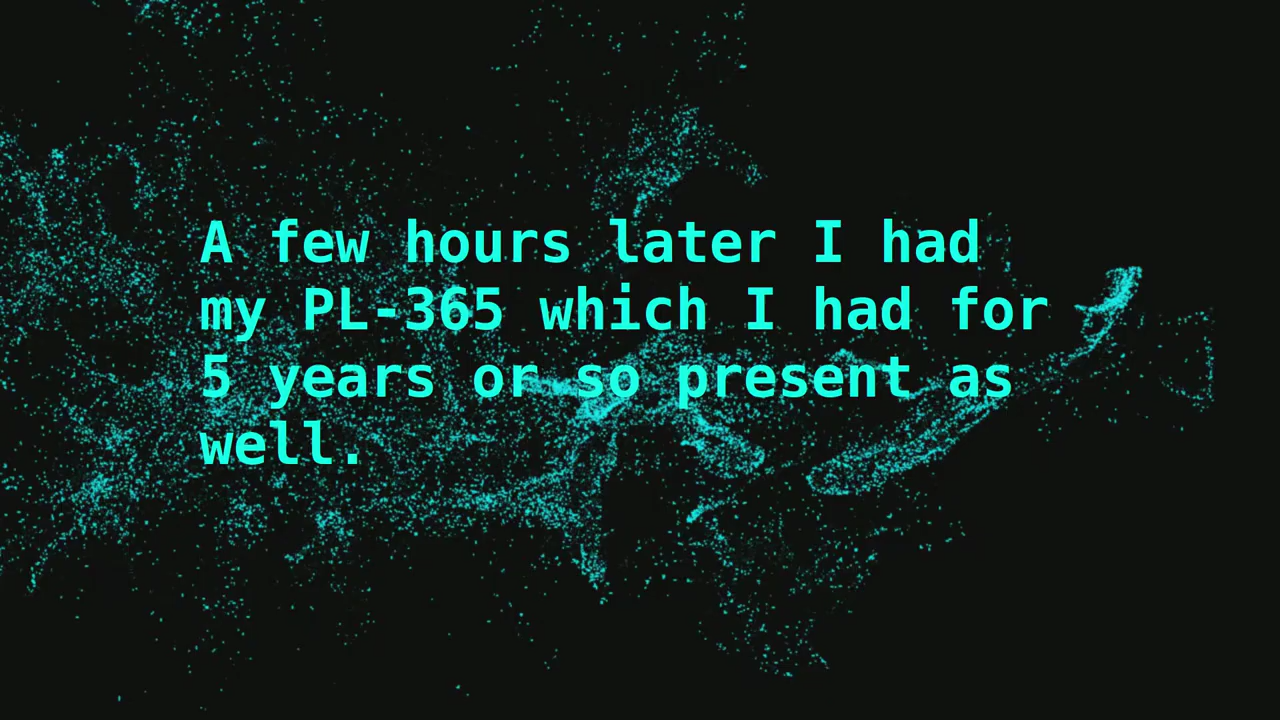 A few hours later I had
my PL-365 which I had for
5 years or so present as
well.